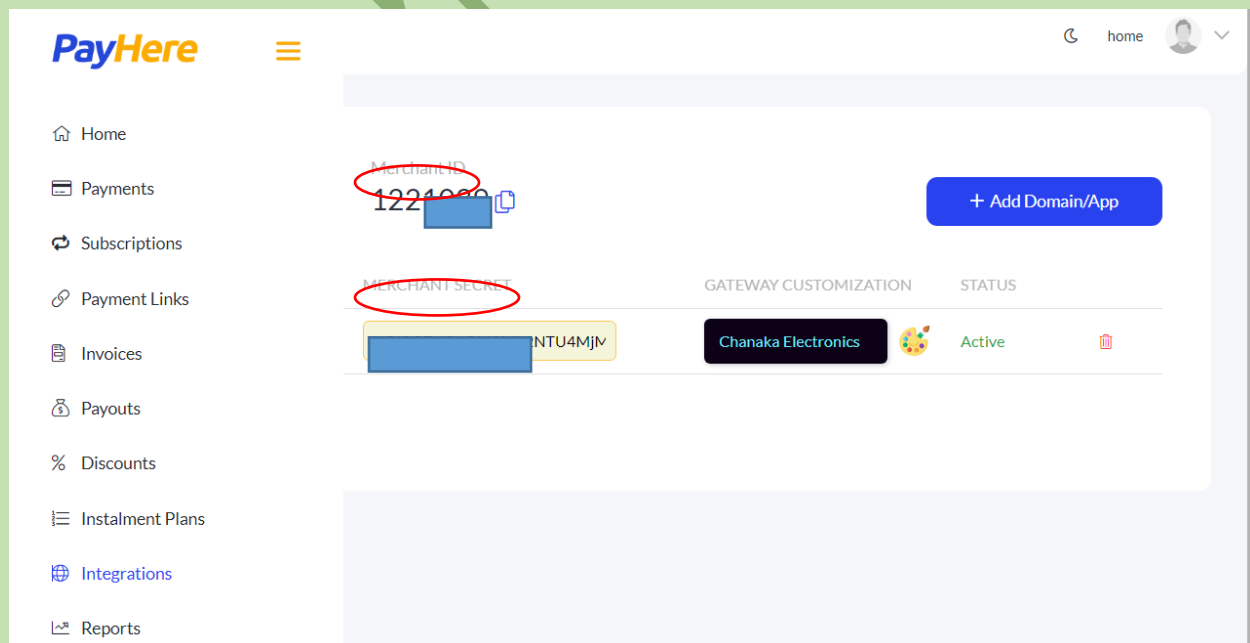 PayHere
home
Home
Payments
Subscriptions
Payment Links
Invoices
Payouts
Discounts
Instalment Plans
Integrations
Reports
Merchant ID
+ Add Domain/App
MERCHANT SECRET
GATEWAY CUSTOMIZATION
STATUS
Chanaka Electronics
Active